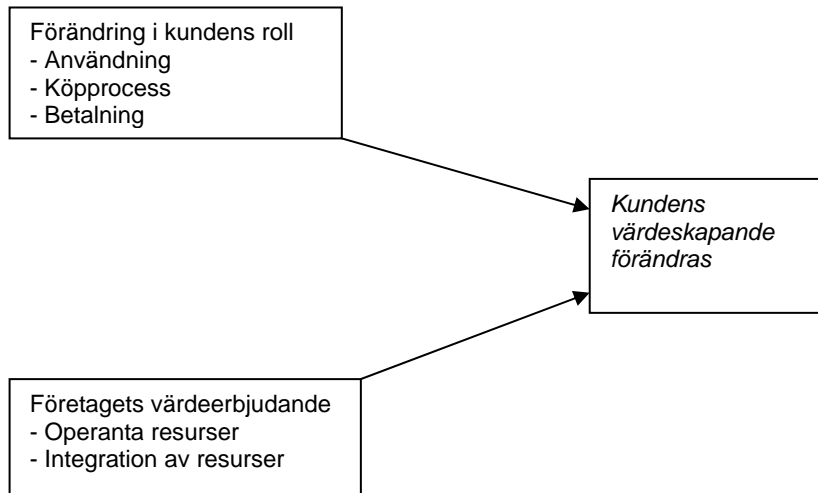 Förändring i kundens roll
- Användning
- Köpprocess
- Betalning
Kundens
värdeskapande
förändras
Företagets värdeerbjudande
- Operanta resurser
- Integration av resurser